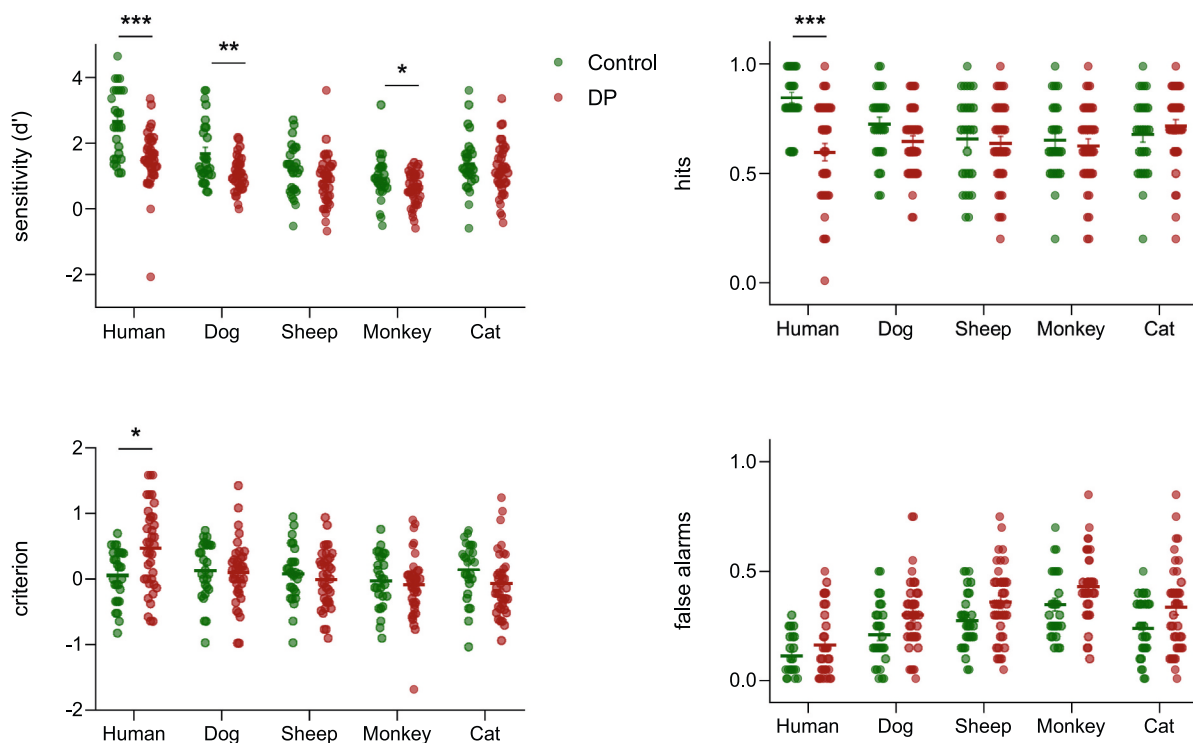 ***
**
*
4
2
0
-2
sensitivity (d')
Human Dog Sheep Monkey Cat
Control
DP
***
1.0
0.5
0.0
hits
Human Dog Sheep Monkey Cat
*
2
1
0
-1
-2
criterion
Human Dog Sheep Monkey Cat
1.0
0.5
0.0
false alarms
Human Dog Sheep Monkey Cat